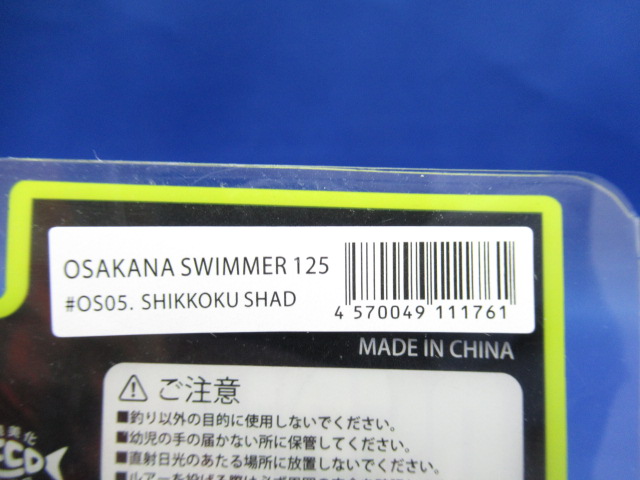 OSAKANA SWIMMER 125
#OS05. SHIKKOKU SHAD
4 570049 111761
MADE IN CHINA
ご注意
■釣り以外の目的に使用しないでください。
■幼児の手の届かない所に保管してください。
■直射日光のあたる場所に放置しないでください。